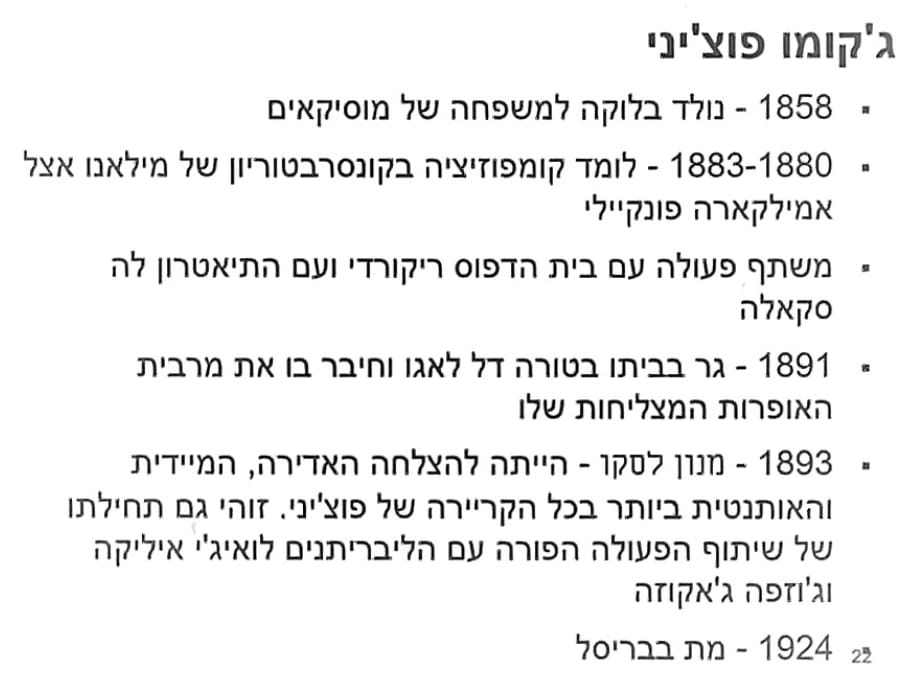 ג'קומו פוצ'יני
▪ 1858 - נולד בלוקה למשפחה של מוסיקאים
▪ 1883-1880 - לומד קומפוזיציה בקונסרבטוריון של מילאנו אצל
אמילקארה פונקיילי
▪ משתף פעולה עם בית הדפוס ריקורדי ועם התיאטרון לה
סקאלה
▪ 1891 - גר בביתו בטורה דל לאגו וחיבר בו את מרבית
האופרות המצליחות שלו
▪ 1893 - מנון לסקו - הייתה להצלחה האדירה, המיידית
והאותנטית ביותר בכל הקריירה של פוצ'יני. זוהי גם תחילתו
של שיתוף הפעולה הפורה עם הליבריתנים לואיג'י איליקה
וג'וזפה ג'אקוזה
▪ 1924 - מת בבריסל
22